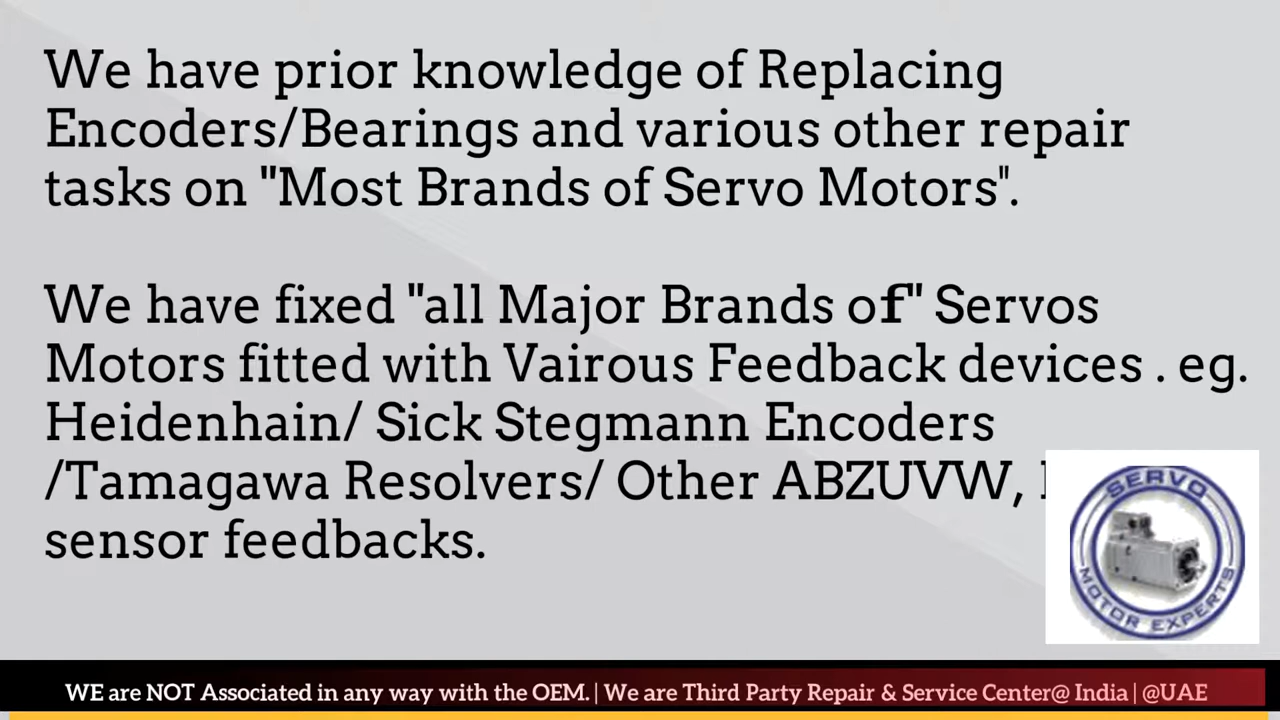 We have prior knowledge of Replacing
Encoders/Bearings and various other repair
tasks on "Most Brands of Servo Motors".
We have fixed "all Major Brands of" Servos
Motors fitted with Vairous Feedback devices . eg.
Heidenhain/ Sick Stegmann Encoders
/Tamagawa Resolvers/ Other ABZUVW,
sensor feedbacks.
SERVO
MOTOR EXPERTS
WE are NOT Associated in any way with the OEM. | We are Third Party Repair & Service Center@ India | @UAE